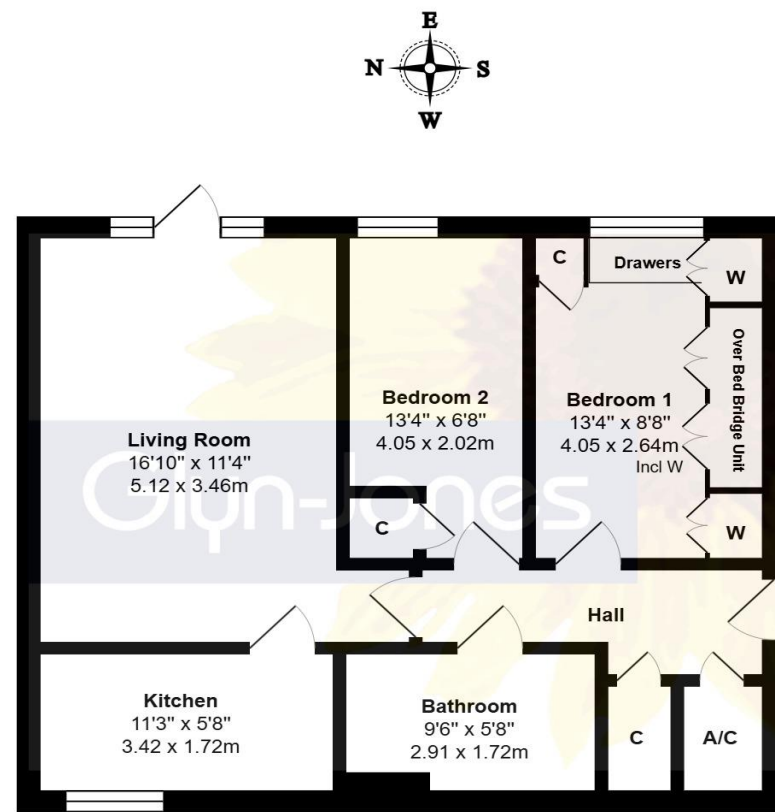 E
N
S
W
C
Drawers
W
Over Bed Bridge Unit
Bedroom 2
13'4" x 6'8"
4.05 x 2.02m
Bedroom 1
13'4" x 8'8"
4.05 x 2.64m
Incl W
Living Room
16'10" x 11'4"
5.12 x 3.46m
Glyn-Jones
C
W
Hall
Kitchen
11'3" x 5'8"
3.42 x 1.72m
Bathroom
9'6" x 5'8"
2.91 x 1.72m
C
A/C